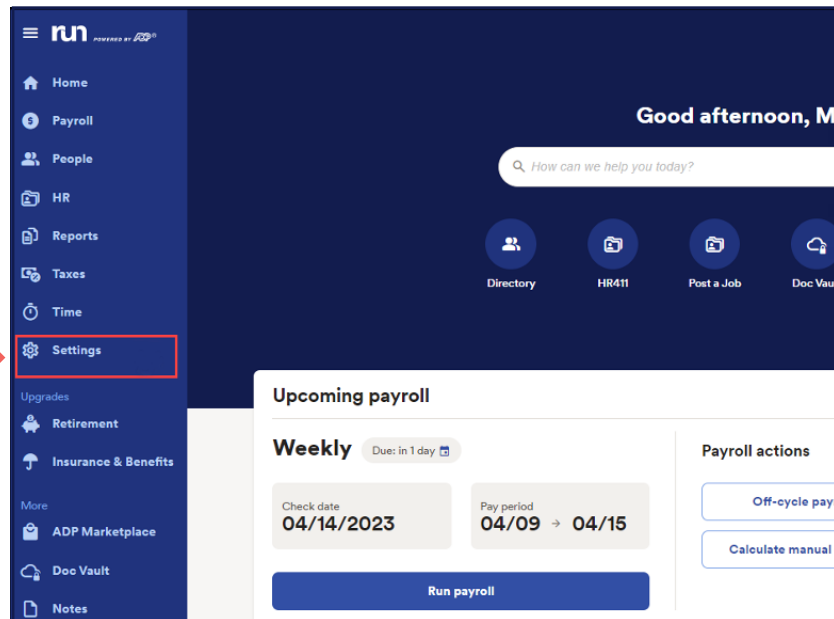 run POWERED BY ADP®
Home
Payroll
People
HR
Reports
Taxes
Time
Settings
Upgrades
Retirement
Insurance & Benefits
More
ADP Marketplace
Doc Vault
Notes
Good afternoon, M
How can we help you today?
Directory
HR411
Post a Job
Doc Vau
Upcoming payroll
Weekly
Due: in 1 day
Check date
04/14/2023
Pay period
04/09 → 04/15
Run payroll
Payroll actions
Off-cycle pay
Calculate manual